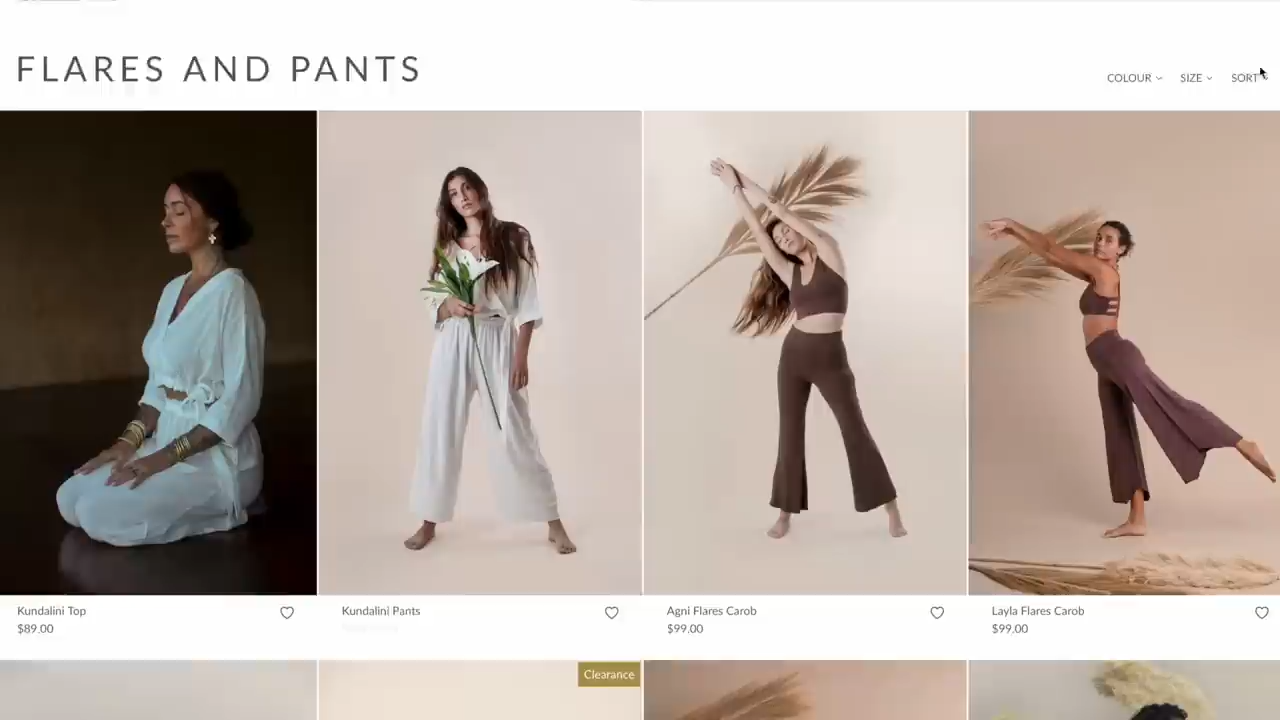 FLARES AND PANTS
COLOUR SIZE SORT
Kundalini Top
$89.00
Kundalini Pants
Agni Flares Carob
$99.00
Layla Flares Carob
$99.00
Clearance